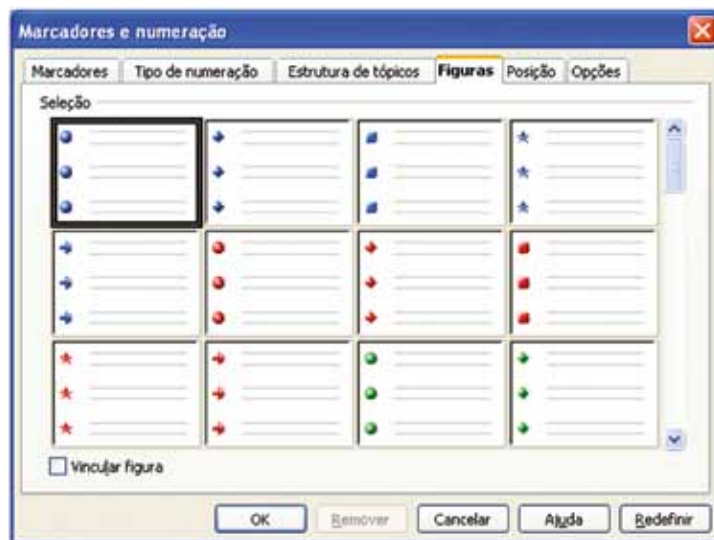 Marcadores e numeração
Marcadores Tipo de numeração Estrutura de tópicos Figuras Posição Opções
Seleção
Vincular figura
OK Remover Cancelar Ajuda Redefinir